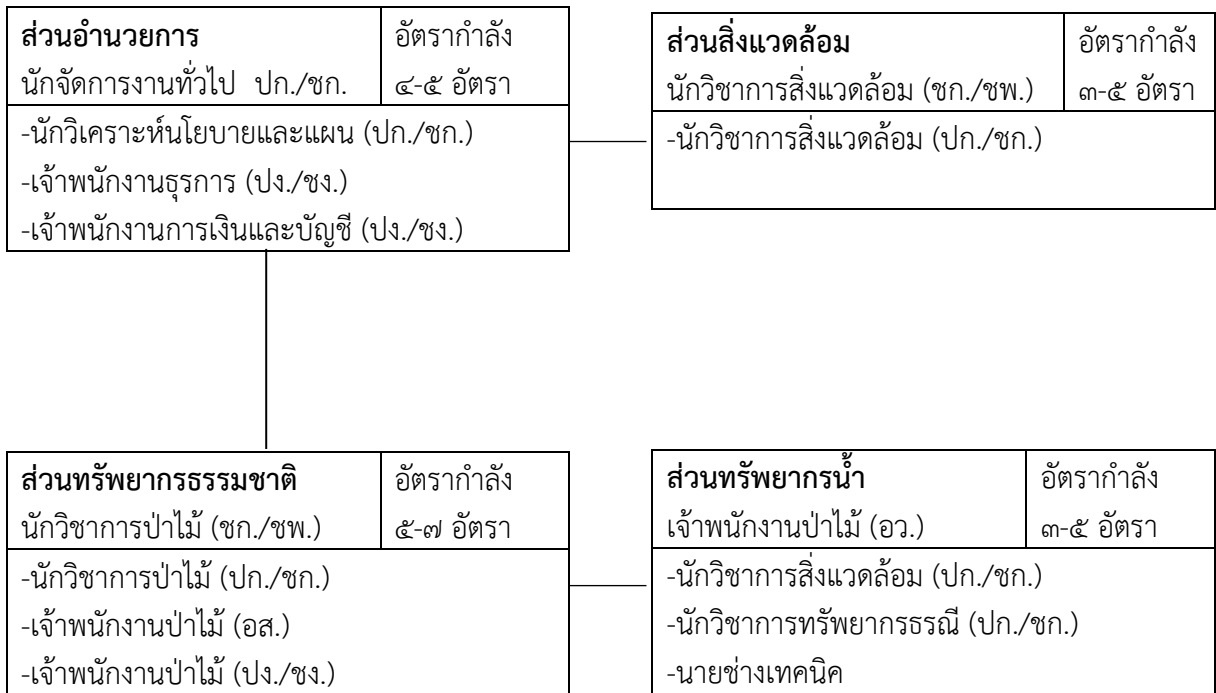 ส่วนอำนวยการ
นักจัดการงานทั่วไป ปก./ชก.
อัตรากำลัง
๔-๕ อัตรา
-นักวิเคราะห์นโยบายและแผน (ปก./ชก.)
-เจ้าพนักงานธุรการ (ปง./ชง.)
-เจ้าพนักงานการเงินและบัญชี (ปง./ชง.)
ส่วนสิ่งแวดล้อม
นักวิชาการสิ่งแวดล้อม (ชก./ชพ.)
อัตรากำลัง
๓-๕ อัตรา
-นักวิชาการสิ่งแวดล้อม (ปก./ชก.)
ส่วนทรัพยากรธรรมชาติ
นักวิชาการป่าไม้ (ชก./ชพ.)
อัตรากำลัง
๕-๗ อัตรา
-นักวิชาการป่าไม้ (ปก./ชก.)
-เจ้าพนักงานป่าไม้ (อส.)
-เจ้าพนักงานป่าไม้ (ปง./ชง.)
ส่วนทรัพยากรน้ำ
เจ้าพนักงานป่าไม้ (อว.)
อัตรากำลัง
๓-๕ อัตรา
-นักวิชาการสิ่งแวดล้อม (ปก./ชก.)
-นักวิชาการทรัพยากรธรณี (ปก./ชก.)
-นายช่างเทคนิค